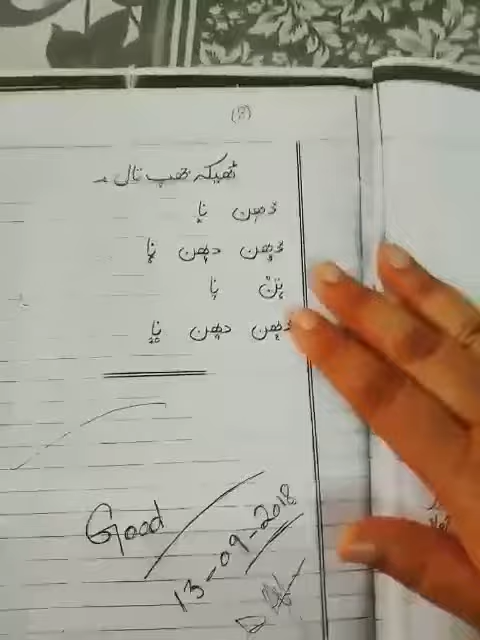 (8)
ٹھیکہ جھپ تال
دھن نا
دھن دھن نا
تن نا
دھن دھن نا
Good
13-09-2018